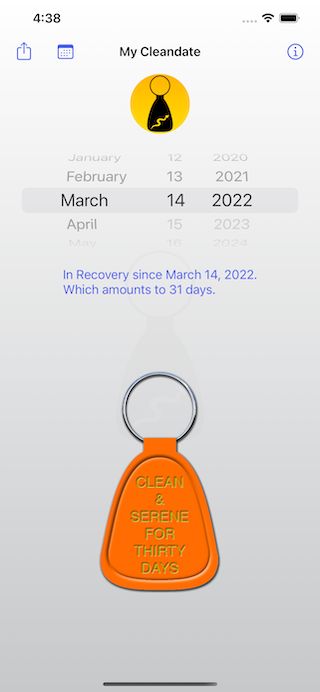 4:38
My Cleandate
January 12 2020
February 13 2021
March 14 2022
April 15 2023
May 16 2024
In Recovery since March 14, 2022.
Which amounts to 31 days.
CLEAN
&
SERENE
FOR
THIRTY
DAYS